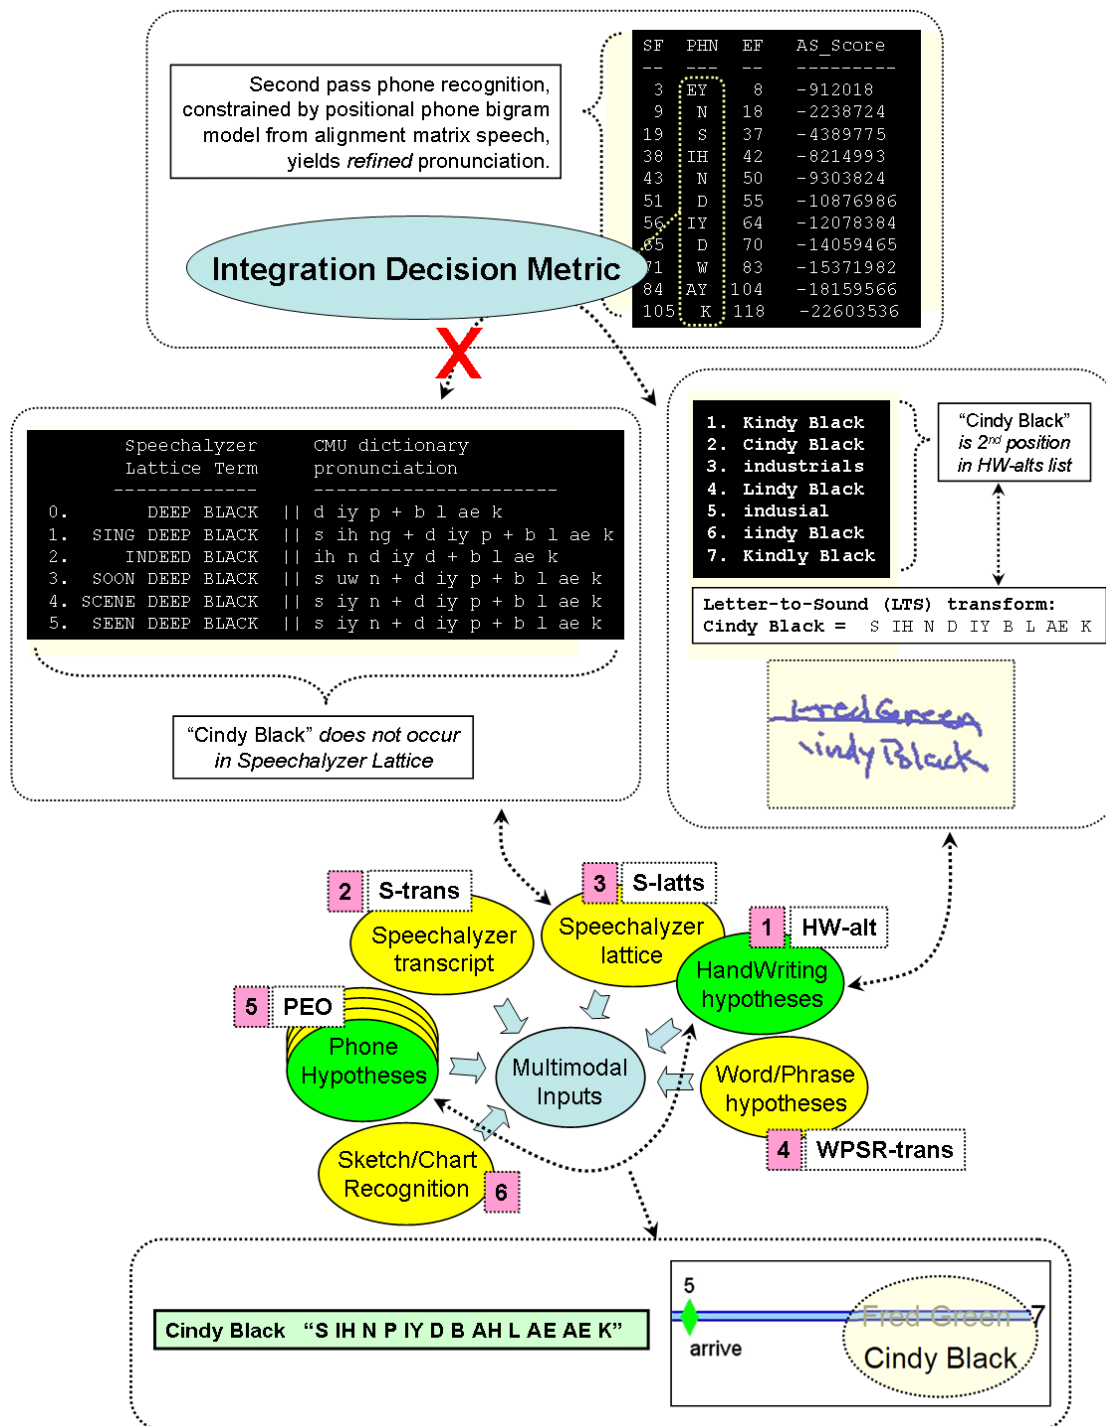 SF PHN EF AS_Score
-- --- -- ---------
3 EY 8 -912018
9 N 18 -2238724
19 S 37 -4389775
38 IH 42 -8214993
43 N 50 -9303824
51 D 55 -10876986
56 IY 64 -12078384
65 D 70 -14059465
71 W 83 -15371982
84 AY 104 -18159566
105 K 118 -22603536
Second pass phone recognition,
constrained by positional phone bigram
model from alignment matrix speech,
yields refined pronunciation.
Integration Decision Metric
X
Speechalyzer CMU dictionary
Lattice Term pronunciation
------------- ----------------------
0. DEEP BLACK || d iy p + b l ae k
1. SING DEEP BLACK || s ih ng + d iy p + b l ae k
2. INDEED BLACK || ih n d iy d + b l ae k
3. SOON DEEP BLACK || s uw n + d iy p + b l ae k
4. SCENE DEEP BLACK || s iy n + d iy p + b l ae k
5. SEEN DEEP BLACK || s iy n + d iy p + b l ae k
“Cindy Black” does not occur
in Speechalyzer Lattice
1. Kindy Black
2. Cindy Black
3. industrials
4. Lindy Black
5. indusial
6. iindy Black
7. Kindly Black
“Cindy Black”
is 2nd position
in HW-alts list
Letter-to-Sound (LTS) transform:
Cindy Black = S IH N D IY B L AE K
Fred Green
Cindy Black
2 S-trans
Speechalyzer
transcript
3 S-latts
Speechalyzer
lattice
1 HW-alt
HandWriting
hypotheses
5 PEO
Phone
Hypotheses
Multimodal
Inputs
Word/Phrase
hypotheses
4 WPSR-trans
Sketch/Chart
Recognition
6
Cindy Black “S IH N P IY D B AH L AE AE K”
5
arrive
Fred Green
7
Cindy Black